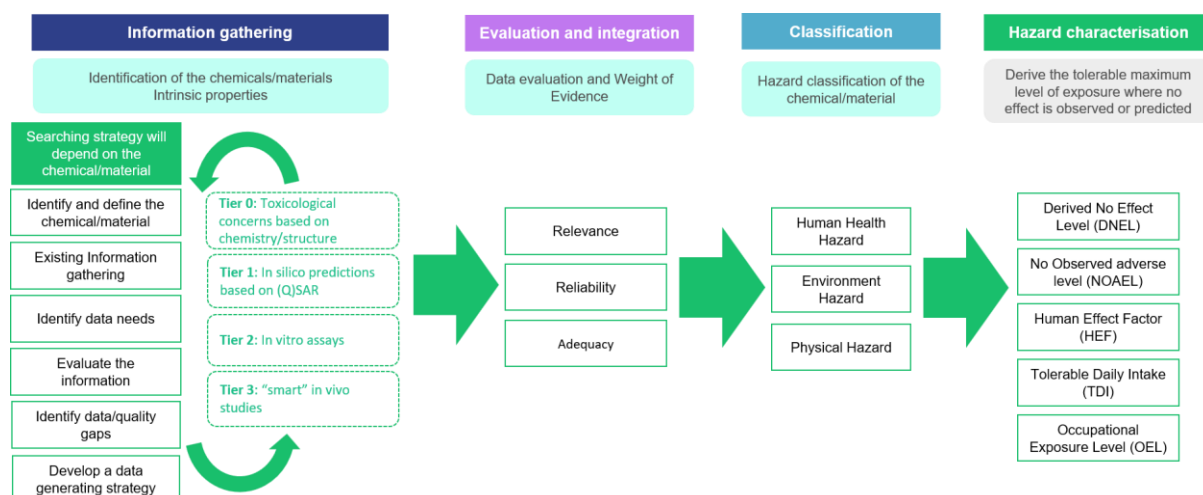 Information gathering
Identification of the chemicals/materials
Intrinsic properties
Searching strategy will
depend on the
chemical/material
Identify and define the
chemical/material
Existing Information
gathering
Identify data needs
Evaluate the
information
Identify data/quality
gaps
Develop a data
generating strategy
Tier 0: Toxicological
concerns based on
chemistry/structure
Tier 1: In silico predictions
based on (Q)SAR
Tier 2: In vitro assays
Tier 3: “smart” in vivo
studies
Evaluation and integration
Data evaluation and Weight of
Evidence
Relevance
Reliability
Adequacy
Classification
Hazard classification of the
chemical/material
Human Health
Hazard
Environment
Hazard
Physical Hazard
Hazard characterisation
Derive the tolerable maximum
level of exposure where no
effect is observed or predicted
Derived No Effect
Level (DNEL)
No Observed adverse
level (NOAEL)
Human Effect Factor
(HEF)
Tolerable Daily Intake
(TDI)
Occupational
Exposure Level (OEL)